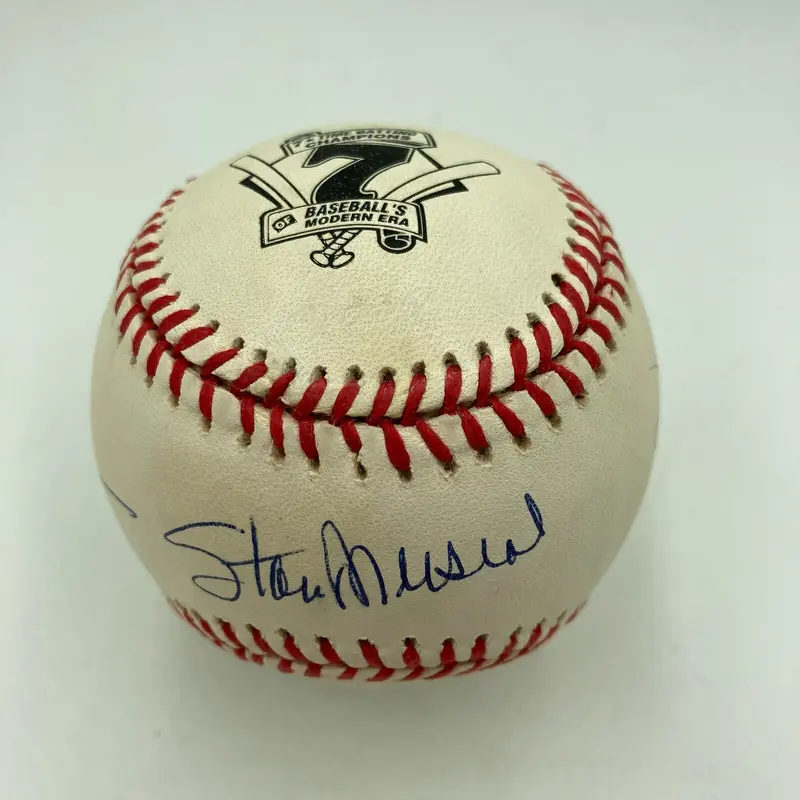 7 TIME BATTING
CHAMPIONS
7
OF BASEBALL'S
MODERN ERA
Stan Musial